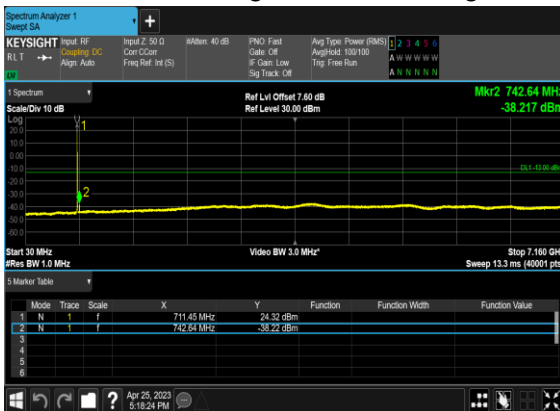 Spectrum Analyzer 1
Swept SA
+
KEYSIGHT Input: RF Input Z: 50 Ω #Atten: 40 dB PNO: Fast Avg Type: Power (RMS) 1 2 3 4 5 6
RLT Coupling: DC Corr CCorr Gate: Off Avg|Hold: 100/100 A W W W W W
Align: Auto Freq Ref: Int (S) IF Gain: Low Trig: Free Run
Sig Track: Off A N N N N N
1 Spectrum Ref Lvl Offset 7.60 dB Mkr2 742.64 MHz
Scale/Div 10 dB Ref Level 30.00 dBm -38.217 dBm
Log
20.0
1
10.0
0.00
-10.0
DL1 -13.00 dBm
-20.0
-30.0
2
-40.0
-50.0
-60.0
Start 30 MHz Video BW 3.0 MHz* Stop 7.160 GH
#Res BW 1.0 MHz Sweep 13.3 ms (40001 pts
5 Marker Table
Mode Trace Scale X Y Function Function Width Function Value
1 N 1 f 711.45 MHz 24.32 dBm
2 N 1 f 742.64 MHz -38.22 dBm
3
4
5
6
? Apr 25, 2023
5:18:24 PM